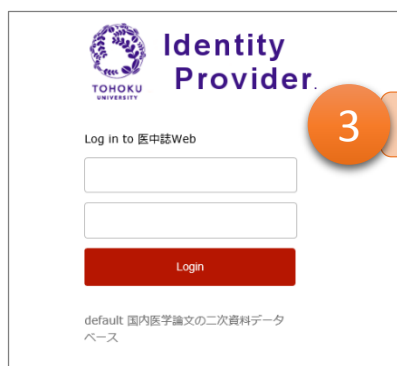 Identity
Provider.
TOHOKU
UNIVERSITY
3
Log in to 医中誌Web
Login
default 国内医学論文の二次資料データ
ベース